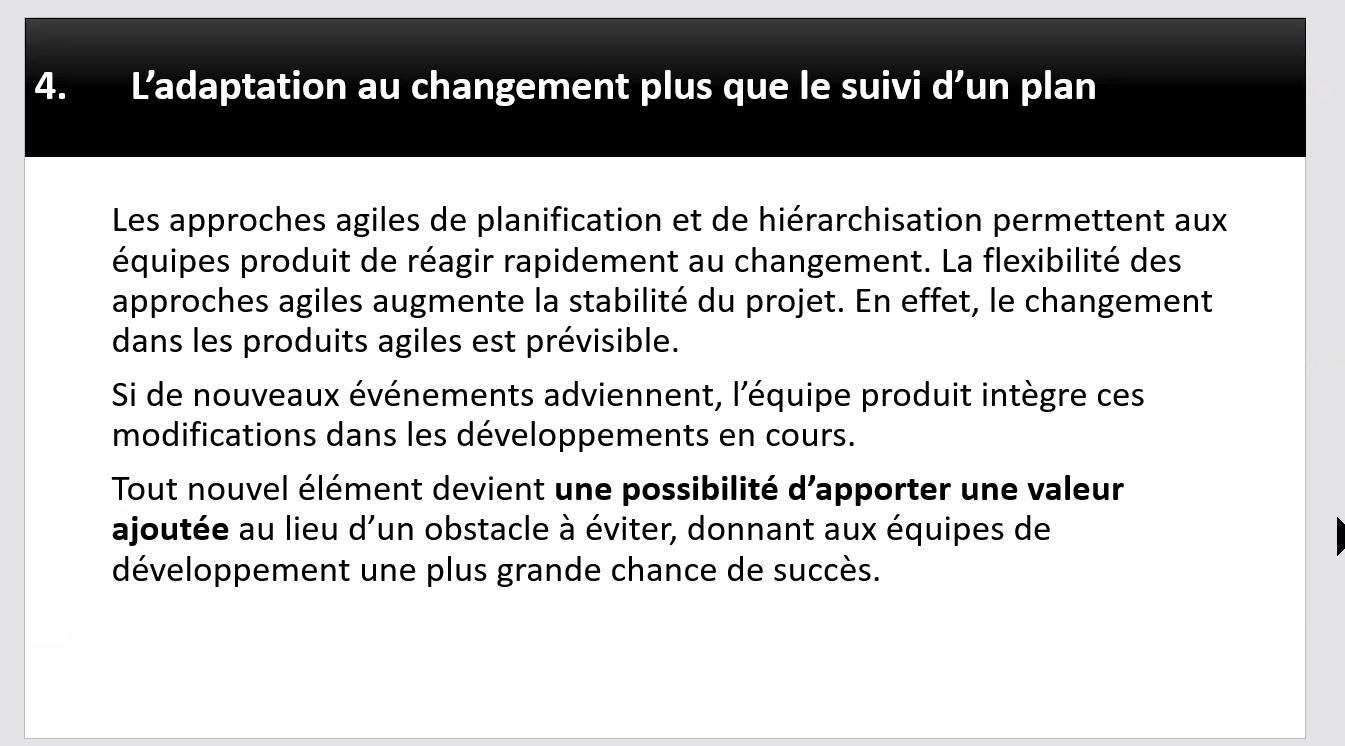 4. L’adaptation au changement plus que le suivi d’un plan
Les approches agiles de planification et de hiérarchisation permettent aux
équipes produit de réagir rapidement au changement. La flexibilité des
approches agiles augmente la stabilité du projet. En effet, le changement
dans les produits agiles est prévisible.
Si de nouveaux événements adviennent, l’équipe produit intègre ces
modifications dans les développements en cours.
Tout nouvel élément devient une possibilité d’apporter une valeur
ajoutée au lieu d’un obstacle à éviter, donnant aux équipes de
développement une plus grande chance de succès.